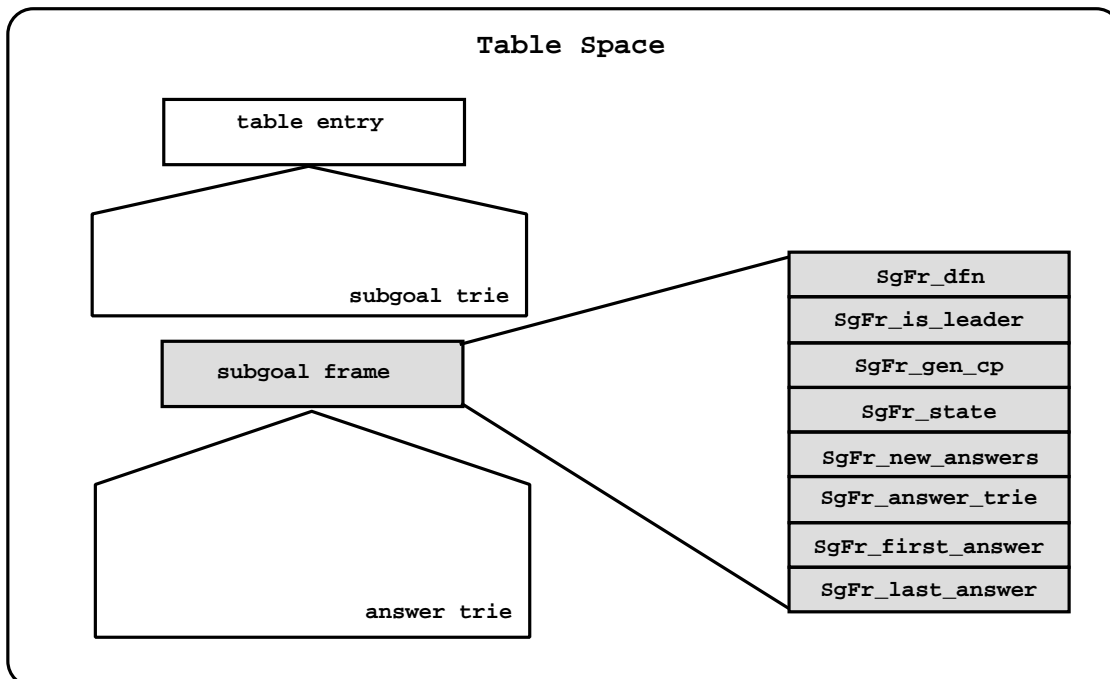 Table Space
table entry
subgoal trie
subgoal frame
answer trie
SgFr_dfn
SgFr_is_leader
SgFr_gen_cp
SgFr_state
SgFr_new_answers
SgFr_answer_trie
SgFr_first_answer
SgFr_last_answer